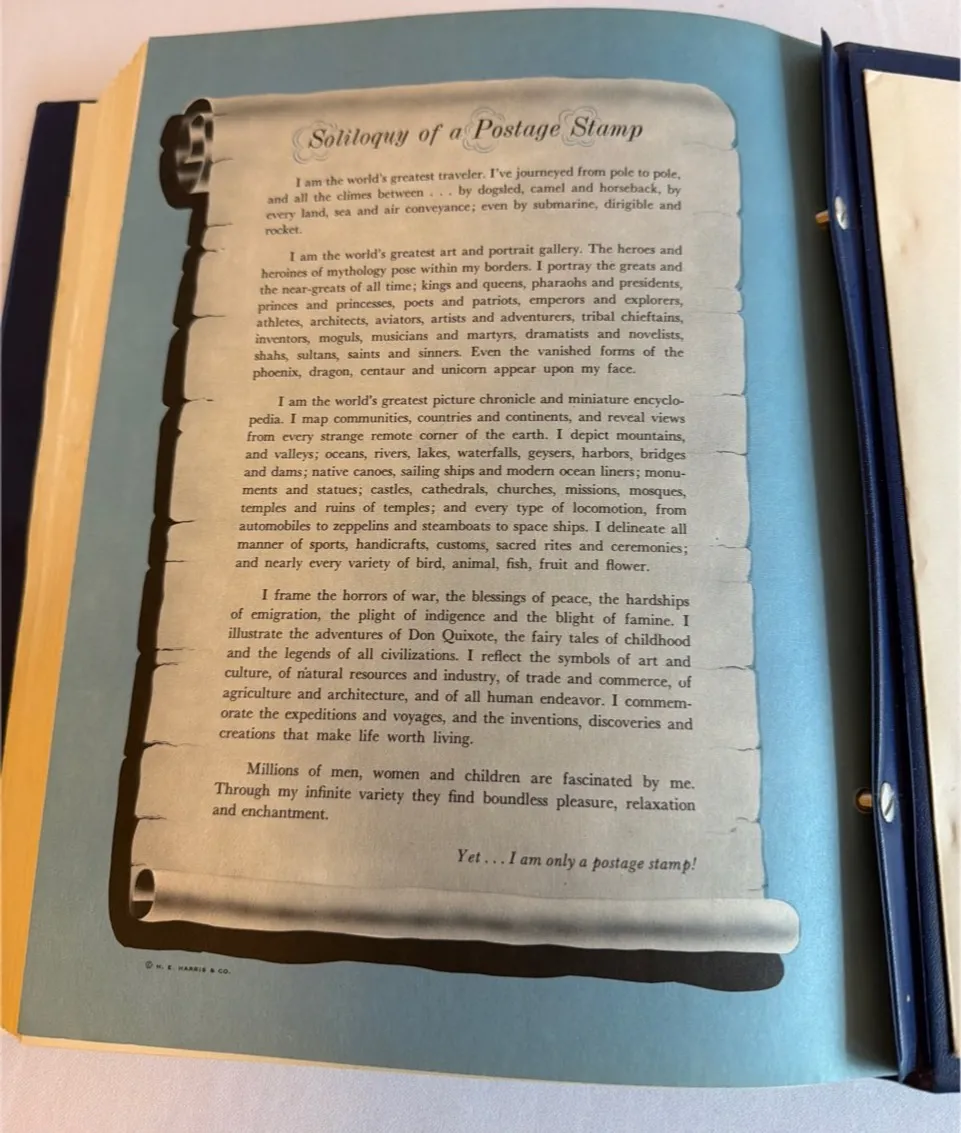 Soliloquy of a Postage Stamp
I am the world's greatest traveler. I've journeyed from pole to pole,
and all the climes between . . . by dogsled, camel and horseback, by
every land, sea and air conveyance; even by submarine, dirigible and
rocket.
I am the world's greatest art and portrait gallery. The heroes and
heroines of mythology pose within my borders. I portray the greats and
the near-greats of all time; kings and queens, pharaohs and presidents,
princes and princesses, poets and patriots, emperors and explorers,
athletes, architects, aviators, artists and adventurers, tribal chieftains,
inventors, moguls, musicians and martyrs, dramatists and novelists,
shahs, sultans, saints and sinners. Even the vanished forms of the
phoenix, dragon, centaur and unicorn appear upon my face.
I am the world's greatest picture chronicle and miniature encyclo-
pedia. I map communities, countries and continents, and reveal views
from every strange remote corner of the earth. I depict mountains,
and valleys; oceans, rivers, lakes, waterfalls, geysers, harbors, bridges
and dams; native canoes, sailing ships and modern ocean liners; monu-
ments and statues; castles, cathedrals, churches, missions, mosques,
temples and ruins of temples; and every type of locomotion, from
automobiles to zeppelins and steamboats to space ships. I delineate all
manner of sports, handicrafts, customs, sacred rites and ceremonies;
and nearly every variety of bird, animal, fish, fruit and flower.
I frame the horrors of war, the blessings of peace, the hardships
of emigration, the plight of indigence and the blight of famine. I
illustrate the adventures of Don Quixote, the fairy tales of childhood
and the legends of all civilizations. I reflect the symbols of art and
culture, of natural resources and industry, of trade and commerce, of
agriculture and architecture, and of all human endeavor. I commem-
orate the expeditions and voyages, and the inventions, discoveries and
creations that make life worth living.
Millions of men, women and children are fascinated by me.
Through my infinite variety they find boundless pleasure, relaxation
and enchantment.
Yet . . . I am only a postage stamp!
© H. E. HARRIS & CO.